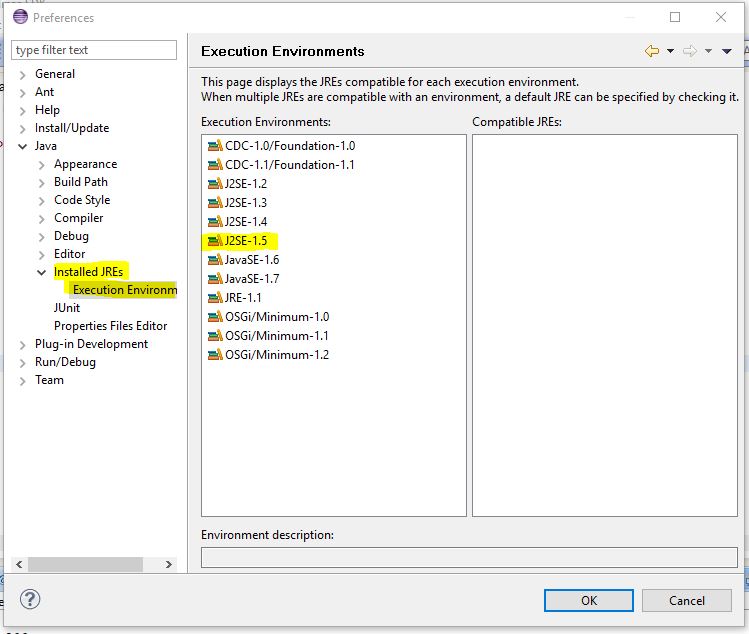 Preferences
type filter text
General
Ant
Help
Install/Update
Java
Appearance
Build Path
Code Style
Compiler
Debug
Editor
Installed JREs
Execution Environm
JUnit
Properties Files Editor
Plug-in Development
Run/Debug
Team
Execution Environments
This page displays the JREs compatible for each execution environment.
When multiple JREs are compatible with an environment, a default JRE can be specified by checking it.
Execution Environments:
CDC-1.0/Foundation-1.0
CDC-1.1/Foundation-1.1
J2SE-1.2
J2SE-1.3
J2SE-1.4
J2SE-1.5
JavaSE-1.6
JavaSE-1.7
JRE-1.1
OSGi/Minimum-1.0
OSGi/Minimum-1.1
OSGi/Minimum-1.2
Compatible JREs:
Environment description:
?
OK
Cancel